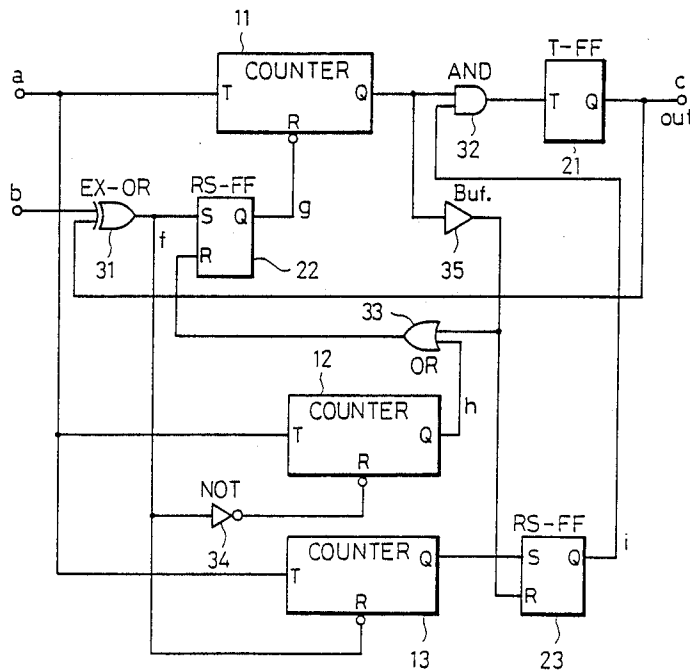 11
T-FF
a
COUNTER
AND
c
T
Q
T
Q
R
32
out
21
b
EX-OR
RS-FF
g
Buf.
S
Q
f
31
R
22
35
33
12
OR
COUNTER
h
T
Q
R
NOT
RS-FF
34
COUNTER
Q
S
Q
i
T
R
R
13
23